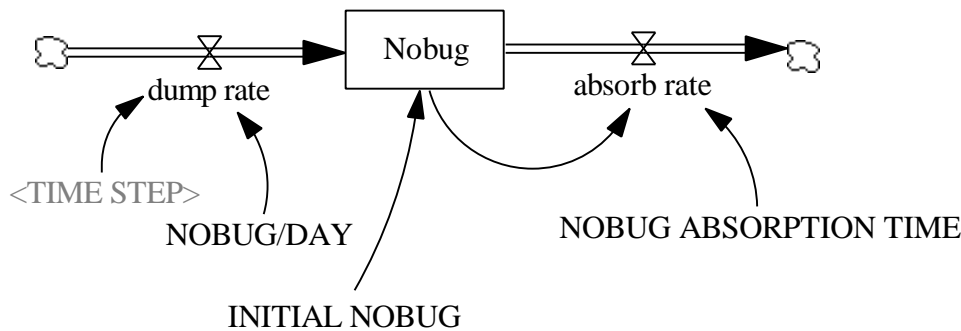 Nobug
dump rate
absorb rate
<TIME STEP>
NOBUG/DAY
NOBUG ABSORPTION TIME
INITIAL NOBUG